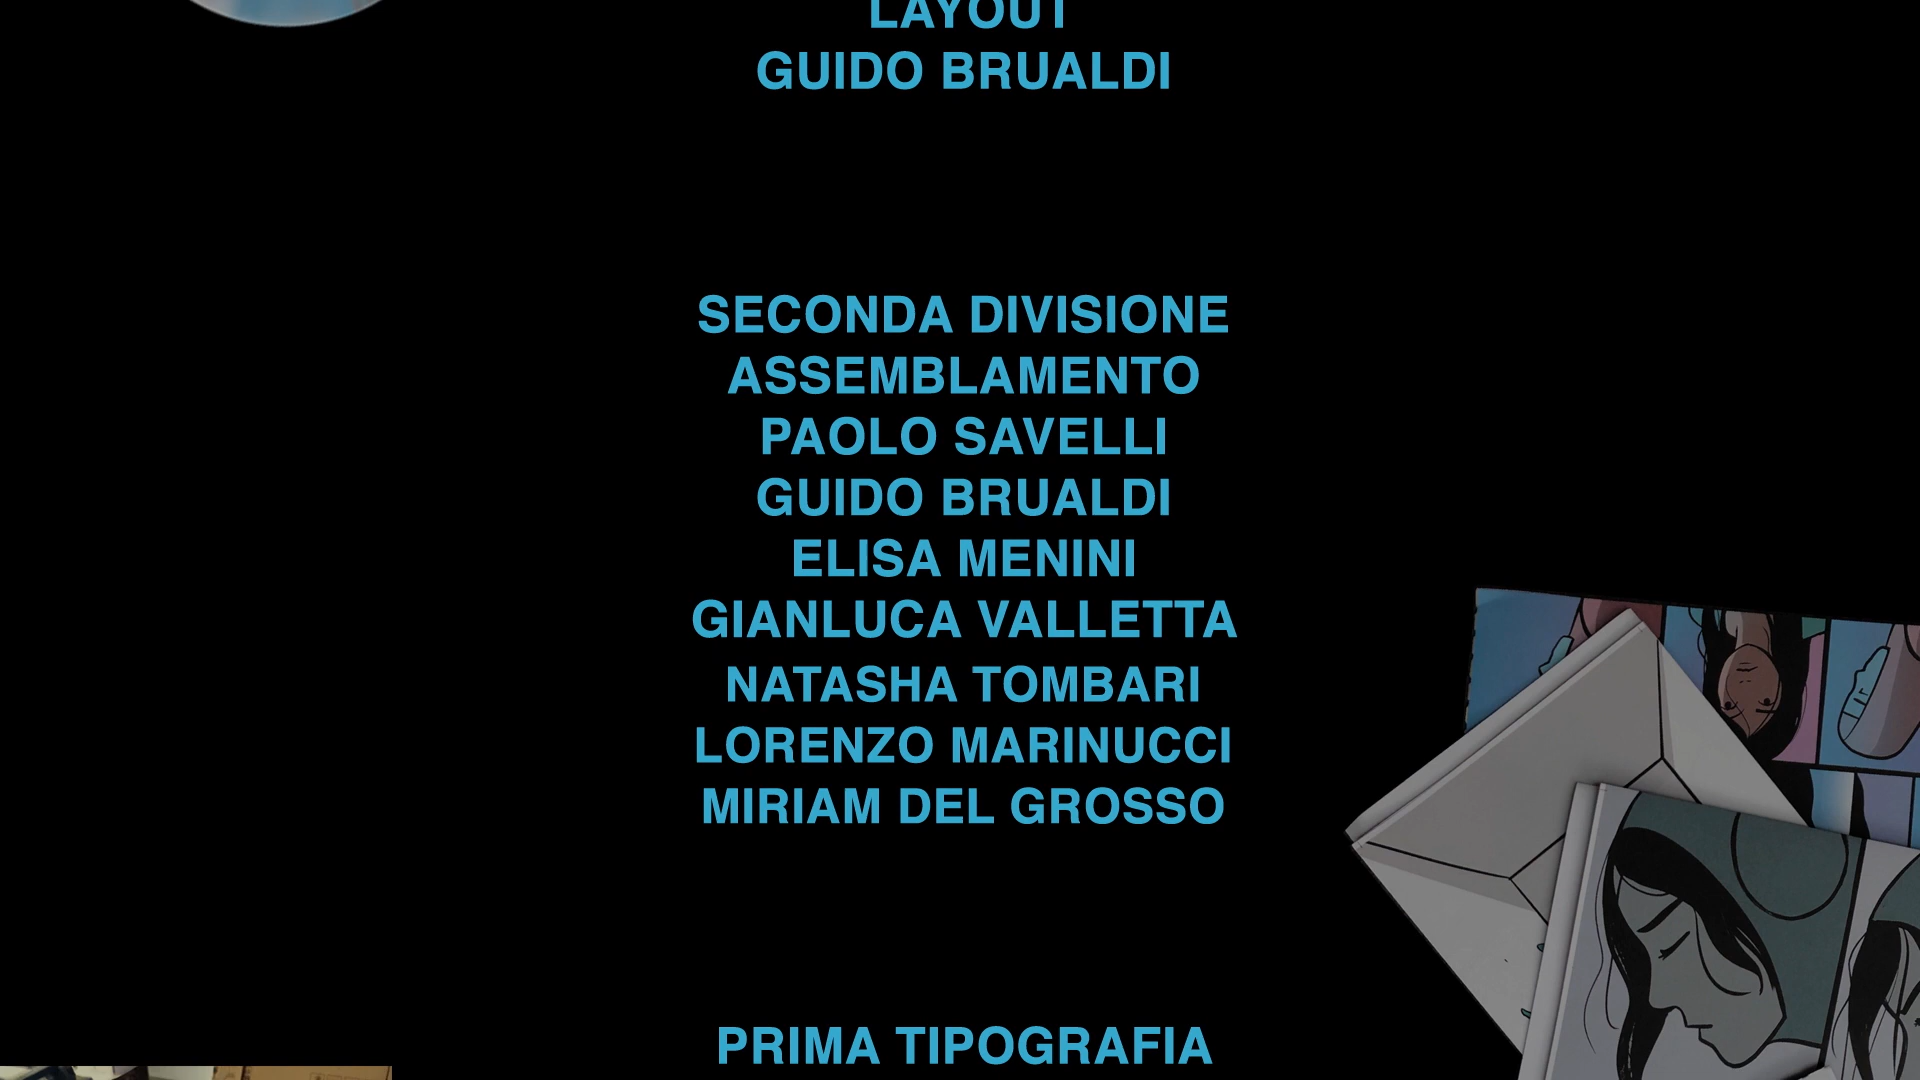 LAYOUT
GUIDO BRUALDI
SECONDA DIVISIONE
ASSEMBLAMENTO
PAOLO SAVELLI
GUIDO BRUALDI
ELISA MENINI
GIANLUCA VALLETTA
NATASHA TOMBARI
LORENZO MARINUCCI
MIRIAM DEL GROSSO
PRIMA TIPOGRAFIA